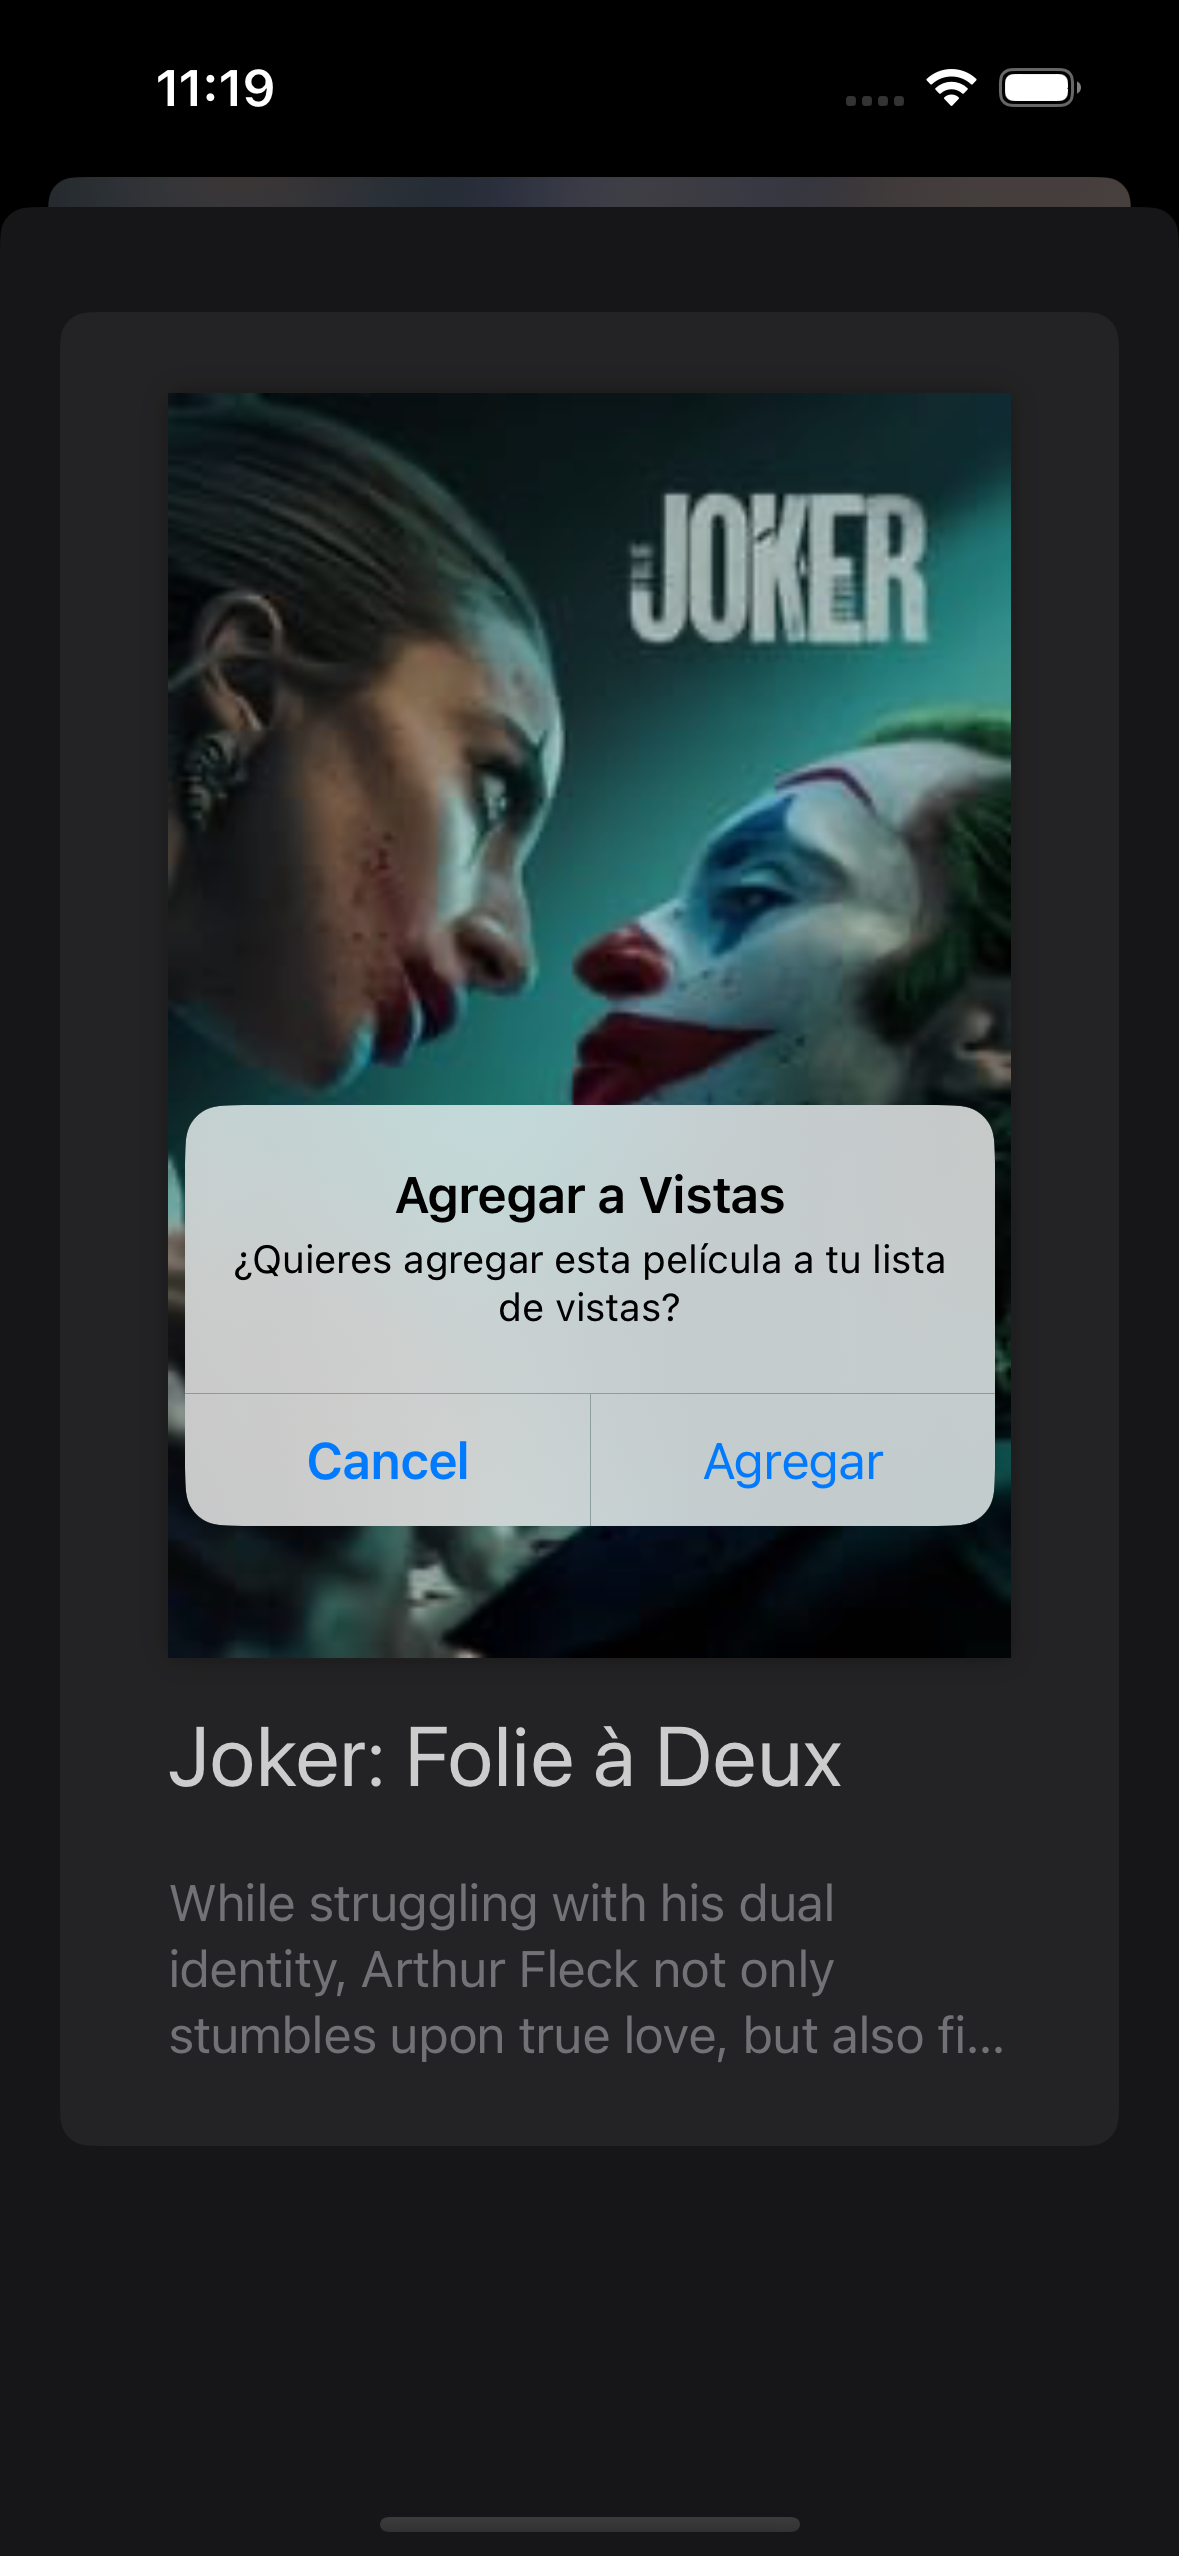 11:19
JOKER
Agregar a Vistas
¿Quieres agregar esta película a tu lista
de vistas?
Cancel
Agregar
Joker: Folie à Deux
While struggling with his dual
identity, Arthur Fleck not only
stumbles upon true love, but also fi...